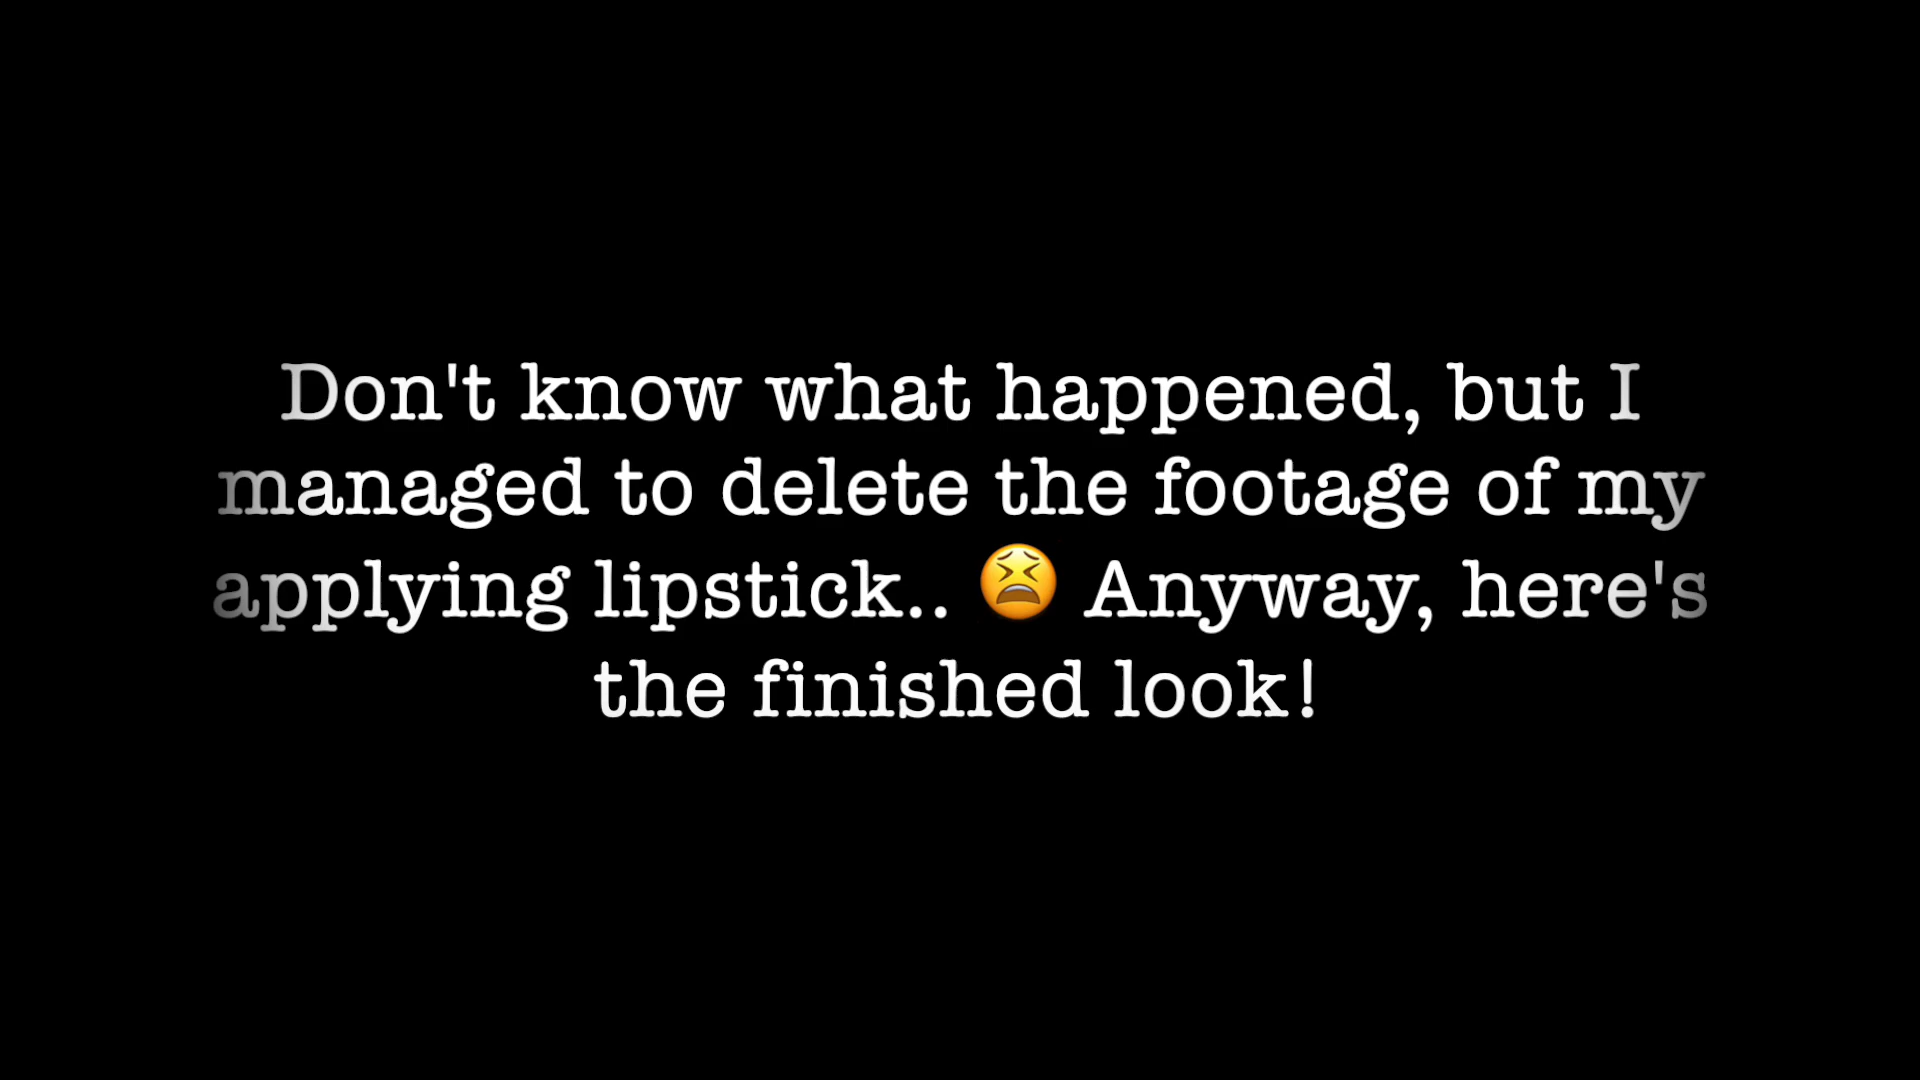 Don't know what happened, but I
managed to delete the footage of my
applying lipstick.. 😫 Anyway, here's
the finished look!